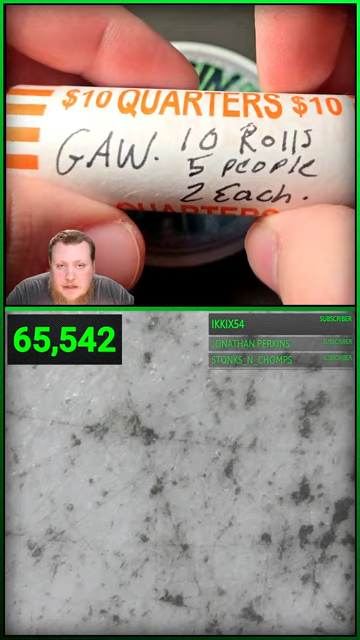 $10 QUARTERS $10
GAW. 10 Rolls
5 people
2 Each.
QUARTERS
65,542
IKKIX54 SUBSCRIBER
JONATHAN PERKINS SUBSCRIBER
STONKS_N_CHOMPS SUBSCRIBER